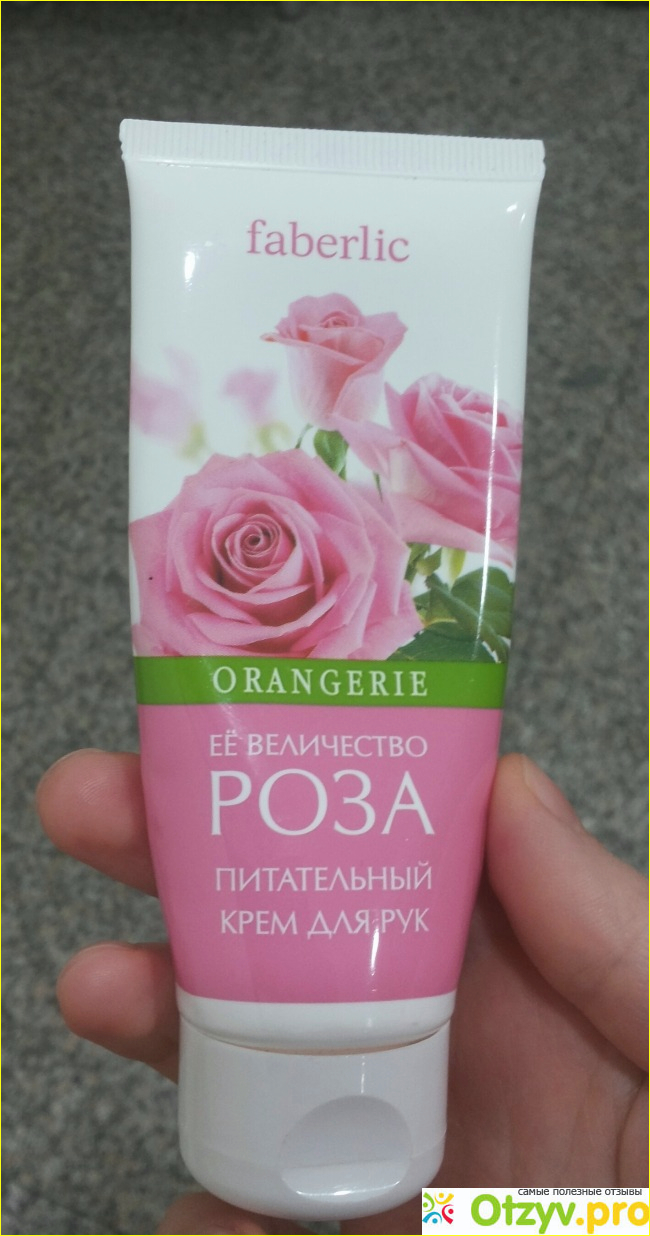 faberlic
ORANGERIE
ЕЁ ВЕЛИЧЕСТВО
РОЗА
ПИТАТЕЛЬНЫЙ
КРЕМ ДЛЯ РУК
самые полезные отзывы
Otzyv.pro